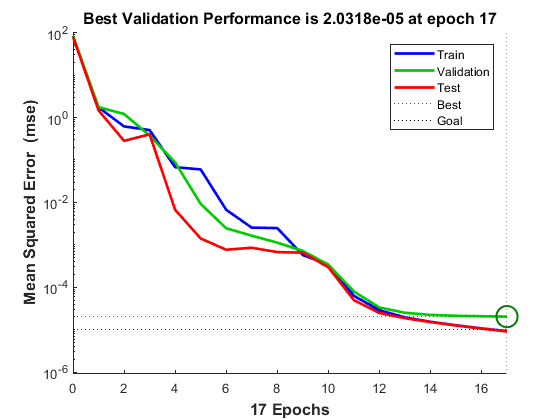 Best Validation Performance is 2.0318e-05 at epoch 17
Mean Squared Error (mse)
10^2
10^0
10^-2
10^-4
10^-6
Train
Validation
Test
Best
Goal
0 2 4 6 8 10 12 14 16
17 Epochs